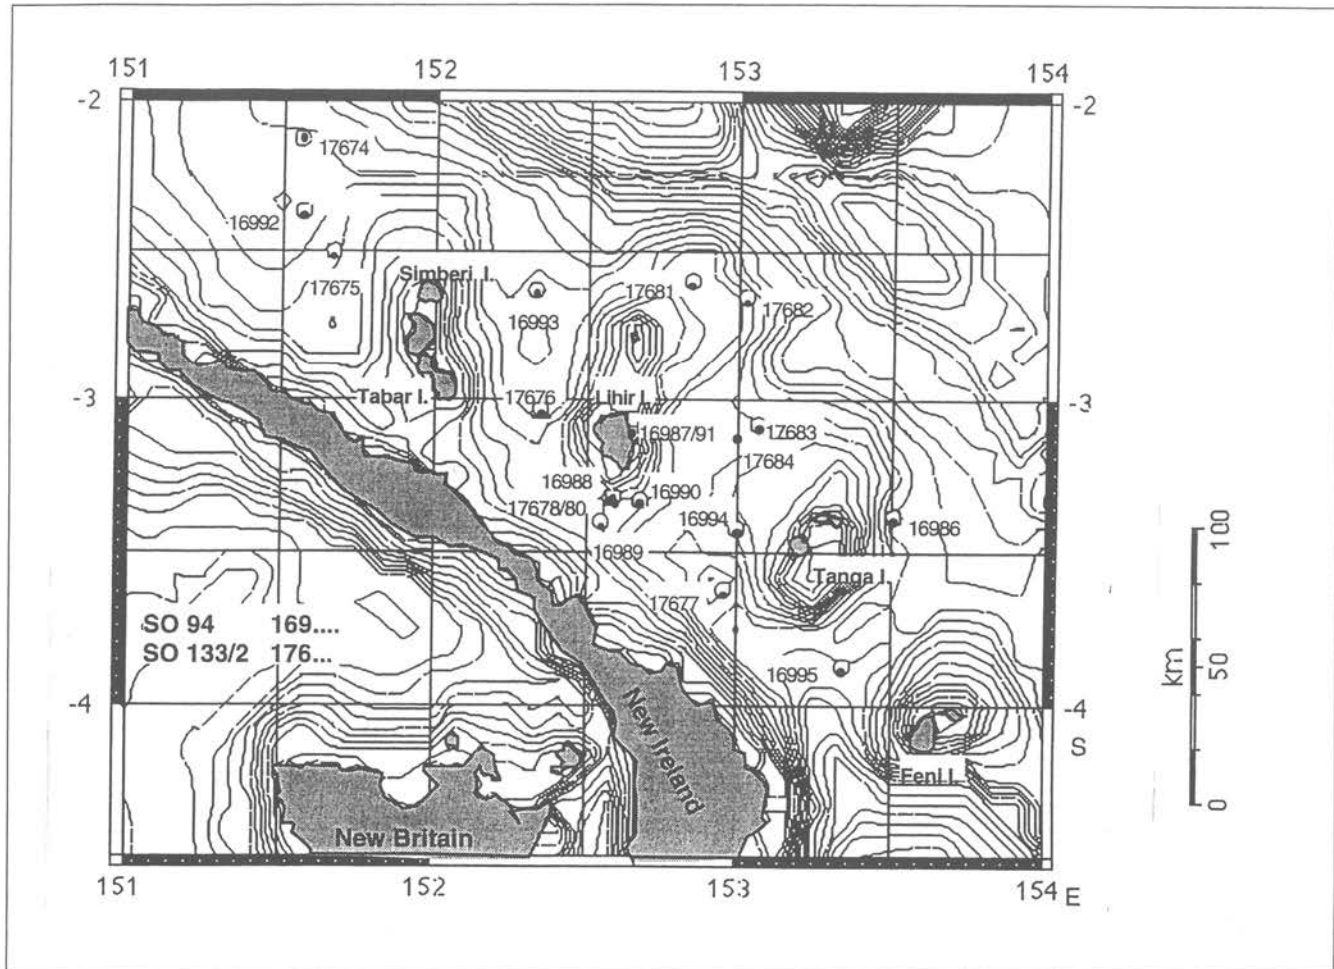 151 152 153 154
-2 -2
17674
16992
Simberi I.
17675 17681
16993 17682
-3 -3
Tabar I. 17676 Lihir I.
16987/91 17683
17684
16988 16990
17678/80 16994 16986
16989
Tanga I.
17677
SO 94 169....
SO 133/2 176...
16995
-4 -4
S
New Ireland
Feni I.
New Britain
151 152 153 154 E
km
0 50 100